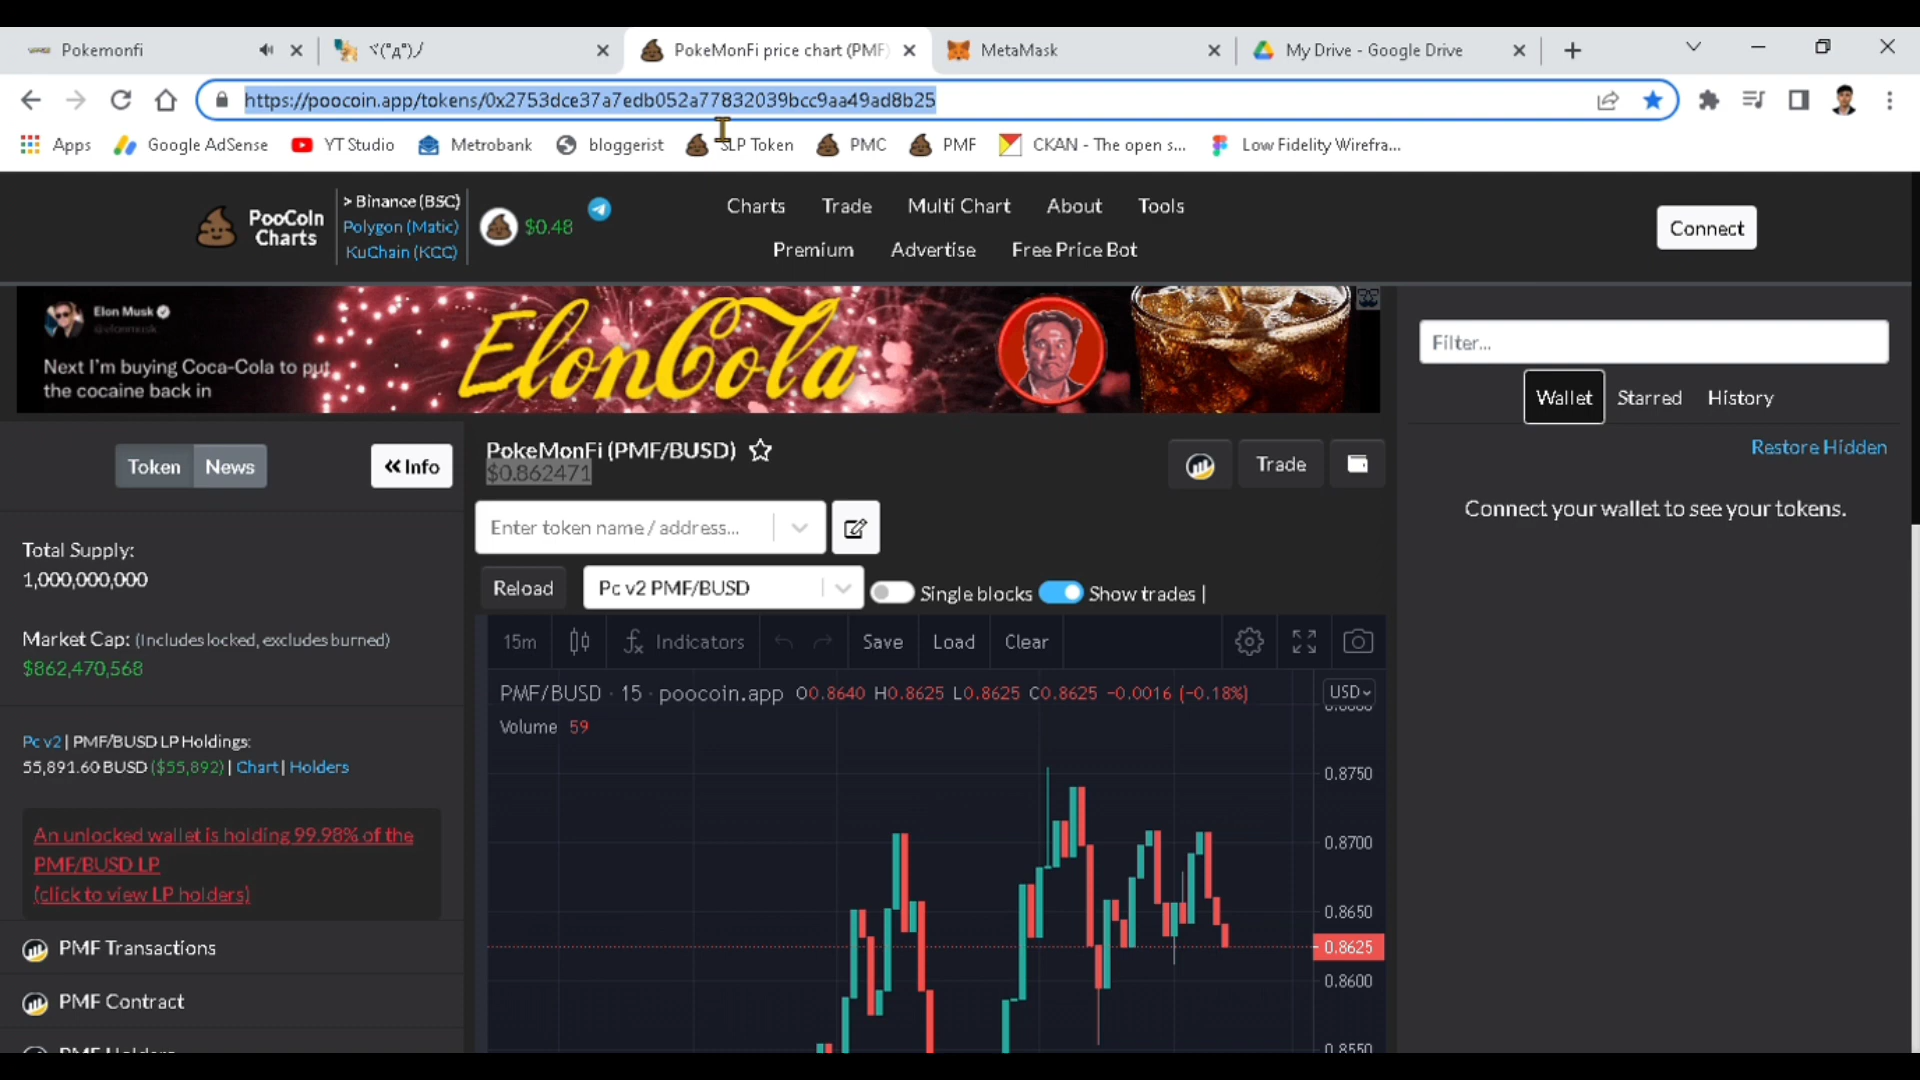 Pokemonfi
ヾ(°д°)ノ
PokeMonFi price chart (PMF)
MetaMask
My Drive - Google Drive
https://poocoin.app/tokens/0x2753dce37a7edb052a77832039bcc9aa49ad8b25
Apps
Google AdSense
YT Studio
Metrobank
bloggerist
SLP Token
PMC
PMF
CKAN - The open s...
Low Fidelity Wirefra...
PooCoin
Charts
> Binance (BSC)
Polygon (Matic)
KuChain (KCC)
$0.48
Charts
Trade
Multi Chart
About
Tools
Premium
Advertise
Free Price Bot
Connect
Elon Musk
@elonmusk
Next I'm buying Coca-Cola to put
the cocaine back in
ElonCola
Filter...
Wallet
Starred
History
Restore Hidden
Connect your wallet to see your tokens.
Token
News
«Info
Total Supply:
1,000,000,000
Market Cap: (Includes locked, excludes burned)
$862,470,568
Pc v2 | PMF/BUSD LP Holdings:
55,891.60 BUSD ($55,892) | Chart | Holders
An unlocked wallet is holding 99.98% of the
PMF/BUSD LP
(click to view LP holders)
PMF Transactions
PMF Contract
PMF Holders
PokeMonFi (PMF/BUSD)
$0.862471
Trade
Enter token name / address...
Reload
Pc v2 PMF/BUSD
Single blocks
Show trades |
15m
Indicators
Save
Load
Clear
PMF/BUSD · 15 · poocoin.app O0.8640 H0.8625 L0.8625 C0.8625 -0.0016 (-0.18%)
USD
Volume 59
0.8750
0.8700
0.8650
0.8625
0.8600
0.8550